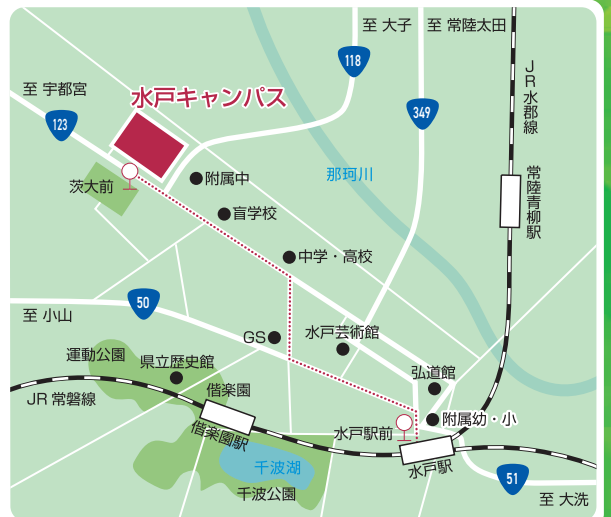 至 大子
至 常陸太田
118
349
JR水郡線
至 宇都宮
水戸キャンパス
123
茨大前
附属中
那珂川
常陸青柳駅
盲学校
中学・高校
50
至 小山
GS
水戸芸術館
運動公園
県立歴史館
弘道館
偕楽園
JR 常磐線
附属幼・小
偕楽園駅
水戸駅前
水戸駅
千波湖
千波公園
51
至 大洗